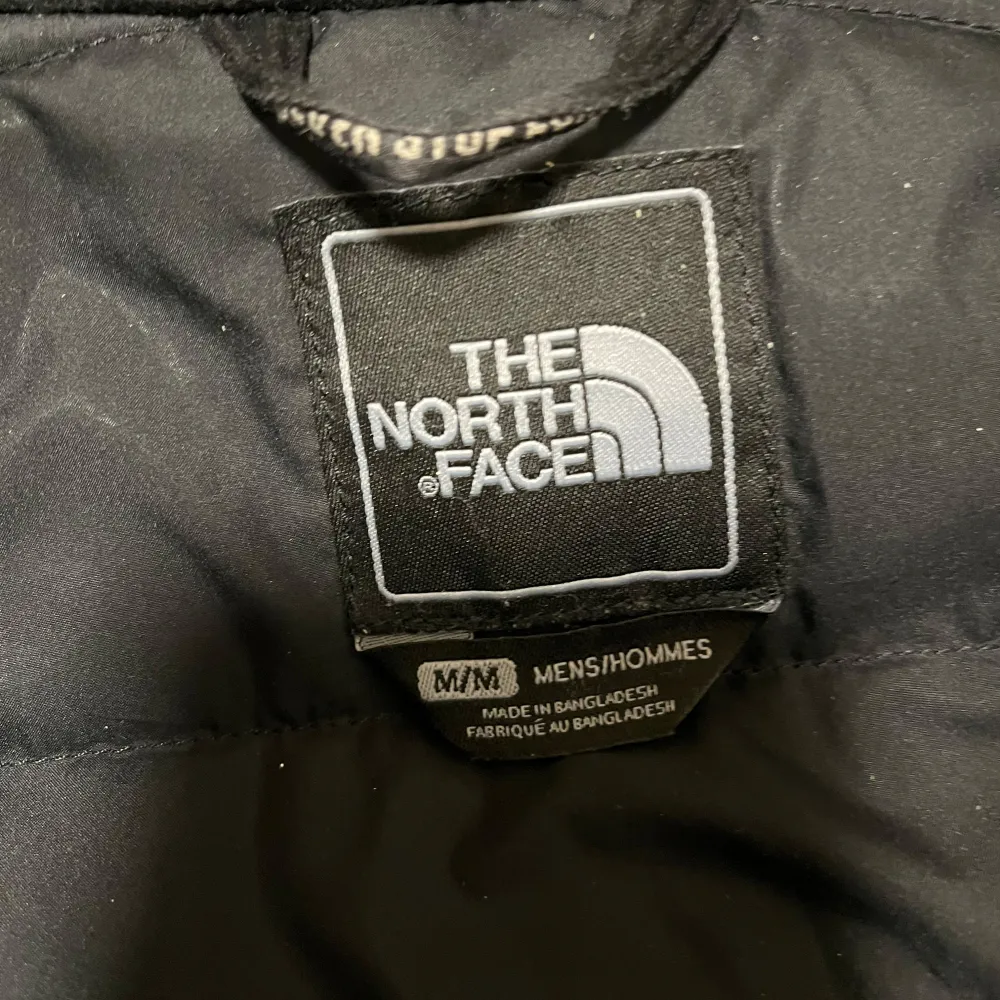 THE
NORTH
®FACE
M/M MENS/HOMMES
MADE IN BANGLADESH
FABRIQUÉ AU BANGLADESH